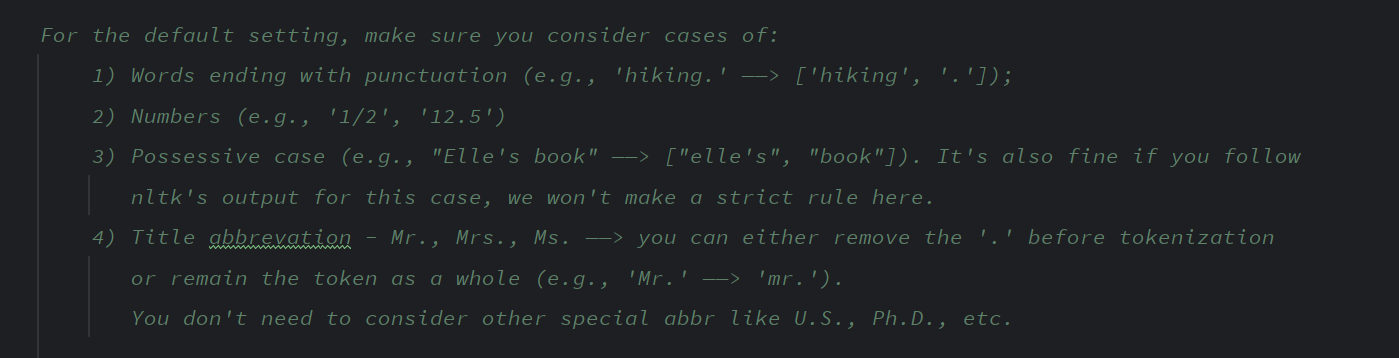 For the default setting, make sure you consider cases of:
1) Words ending with punctuation (e.g., 'hiking.' ——> ['hiking', '.']);
2) Numbers (e.g., '1/2', '12.5')
3) Possessive case (e.g., "Elle's book" ——> ["elle's", "book"]). It's also fine if you follow
nltk's output for this case, we won't make a strict rule here.
4) Title abbrevation - Mr., Mrs., Ms. ——> you can either remove the '.' before tokenization
or remain the token as a whole (e.g., 'Mr.' ——> 'mr.').
You don't need to consider other special abbr like U.S., Ph.D., etc.